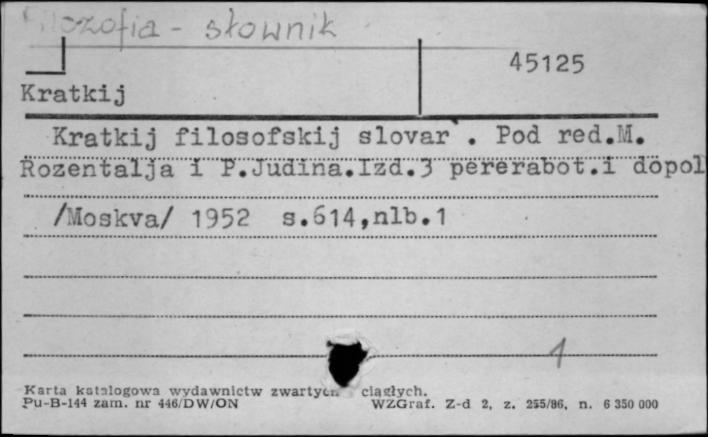 Filozofia - słownik
45125
Kratkij
Kratkij filosofskij slovar`. Pod red.M.
Rozentalja i P.Judina.Izd.3 pererabot.i dopol
/Moskva/ 1952 s.614,nlb.1
1
Karta katalogowa wydawnictw zwartych ciągłych.
Pu-B-144 zam. nr 446/DW/ON WZGraf. Z-d 2, z. 255/86, n. 6 350 000